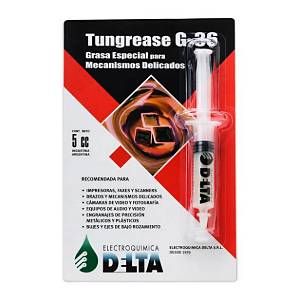 Tungrease G-36
Grasa Especial para
Mecanismos Delicados
CONT. NETO
5 cc
INDUSTRIA
ARGENTINA
RECOMENDADA PARA
• IMPRESORAS, FAXES Y SCANNERS
• BRAZOS Y MECANISMOS DELICADOS
• CÁMARAS DE VIDEO Y FOTOGRAFÍA
• EQUIPOS DE AUDIO Y VIDEO
• ENGRANAJES DE PRECISIÓN
METÁLICOS Y PLÁSTICOS
• BUJES Y EJES DE BAJO ROZAMIENTO
DELTA
ELECTROQUIMICA
DELTA
ELECTROQUIMICA DELTA S.R.L.
DESDE 1976